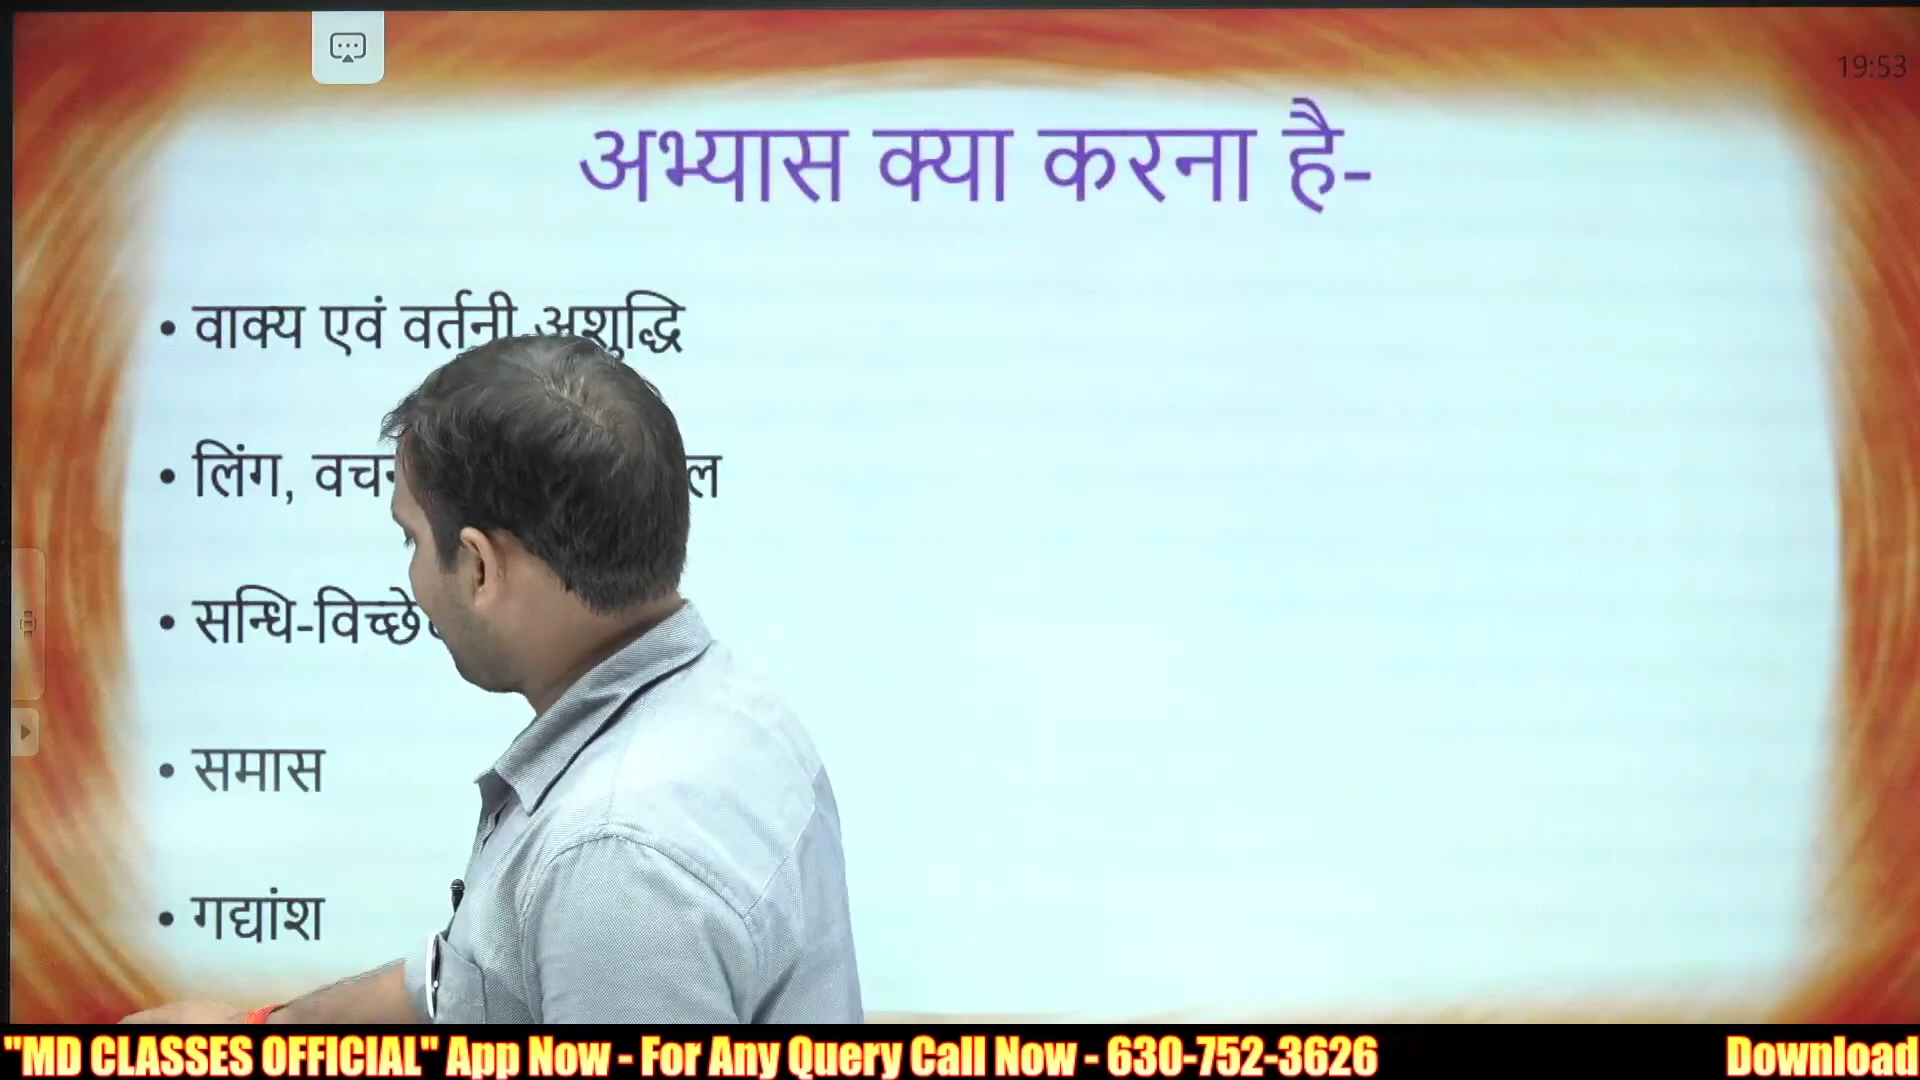 19:53
अभ्यास क्या करना है-
• वाक्य एवं वर्तनी अशुद्धि
• लिंग,
• सन्धि-
• समास
• गद्यांश
"MD CLASSES OFFICIAL" App Now - For Any Query Call Now - 630-752-3626 Download